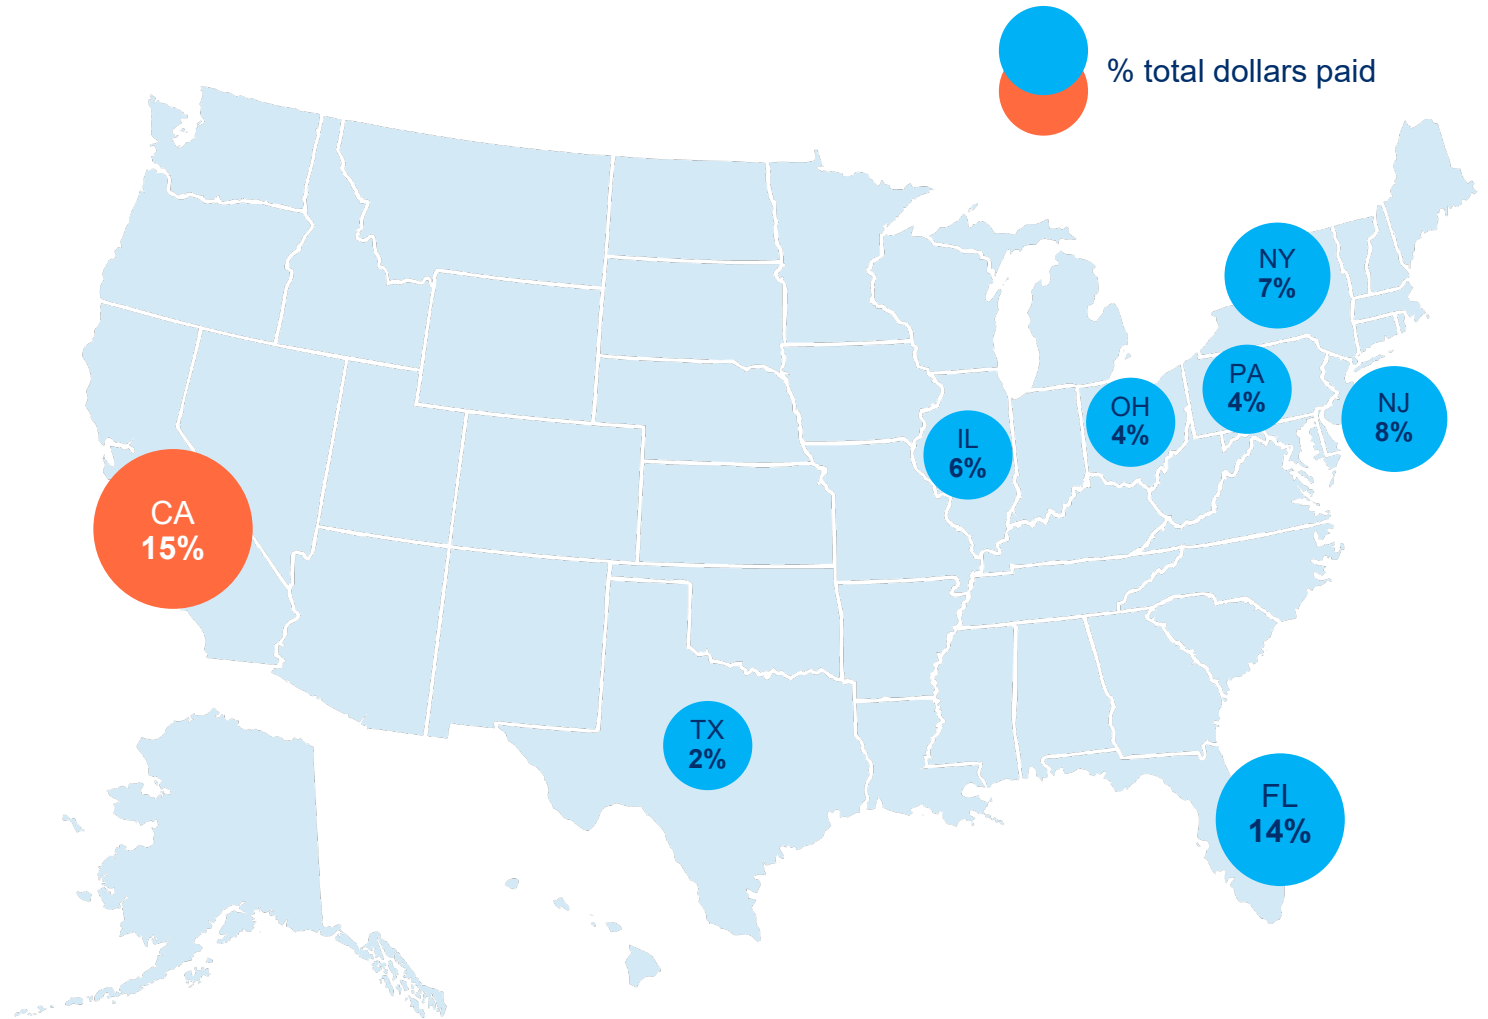 % total dollars paid
NY
7%
PA
4%
NJ
8%
OH
4%
IL
6%
CA
15%
TX
2%
FL
14%